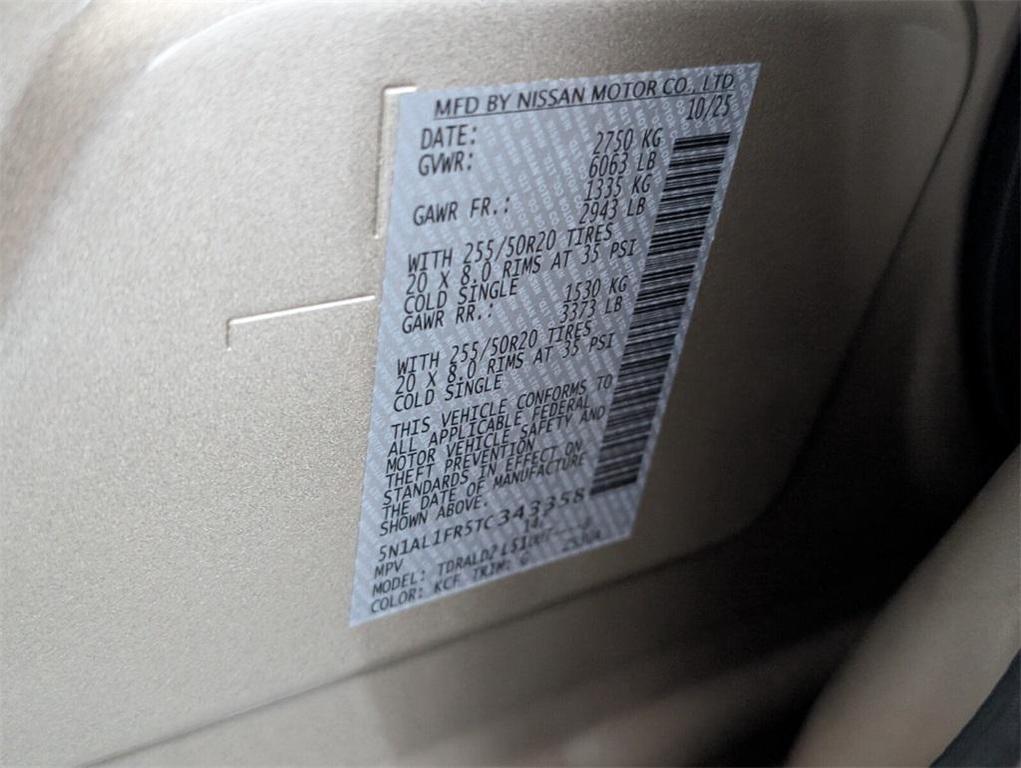 MFD BY NISSAN MOTOR CO., LTD
DATE: 10/25
GVWR: 2750 KG
6063 LB
GAWR FR.: 1335 KG
2943 LB
WITH 255/50R20 TIRES
20 X 8.0 RIMS AT 35 PSI
COLD SINGLE
GAWR RR.: 1530 KG
3373 LB
WITH 255/50R20 TIRES
20 X 8.0 RIMS AT 35 PSI
COLD SINGLE
THIS VEHICLE CONFORMS TO
ALL APPLICABLE FEDERAL
MOTOR VEHICLE SAFETY AND
THEFT PREVENTION
STANDARDS IN EFFECT ON
THE DATE OF MANUFACTURE
SHOWN ABOVE.
5N1AL1FR5TC343358
MPV
MODEL:
COLOR: KCF TRIM: